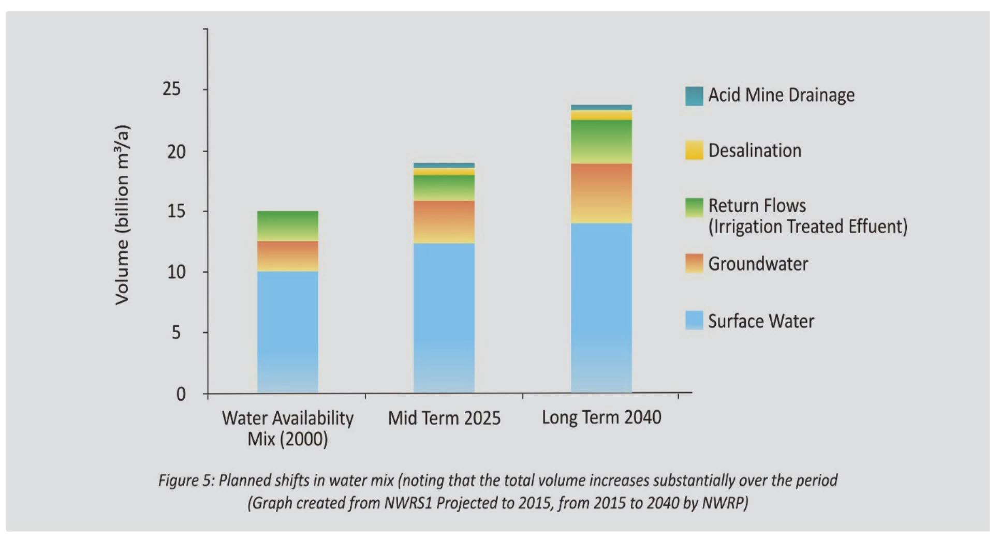 25
20
15
10
5
0
Volume (billion m³/a)
Water Availability
Mix (2000)
Mid Term 2025
Long Term 2040
Acid Mine Drainage
Desalination
Return Flows
(Irrigation Treated Effuent)
Groundwater
Surface Water
Figure 5: Planned shifts in water mix (noting that the total volume increases substantially over the period
(Graph created from NWRS1 Projected to 2015, from 2015 to 2040 by NWRP)